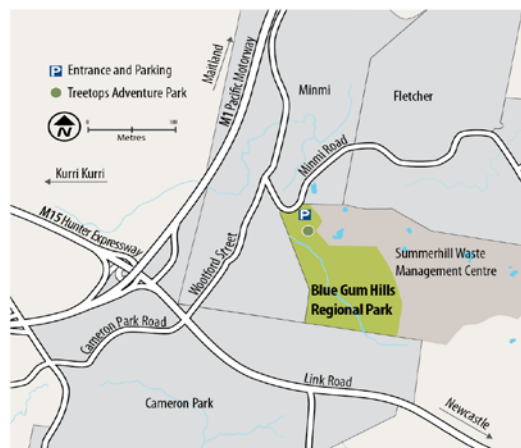 P Entrance and Parking
Treetops Adventure Park
N
0
100
Metres
Kurri Kurri
Maitland
M1 Pacific Motorway
Minmi
Fletcher
Minmi Road
M15 Hunter Expressway
Wootford Street
P
Summerhill Waste
Management Centre
Blue Gum Hills
Regional Park
Cameron Park Road
Link Road
Cameron Park
Newcastle